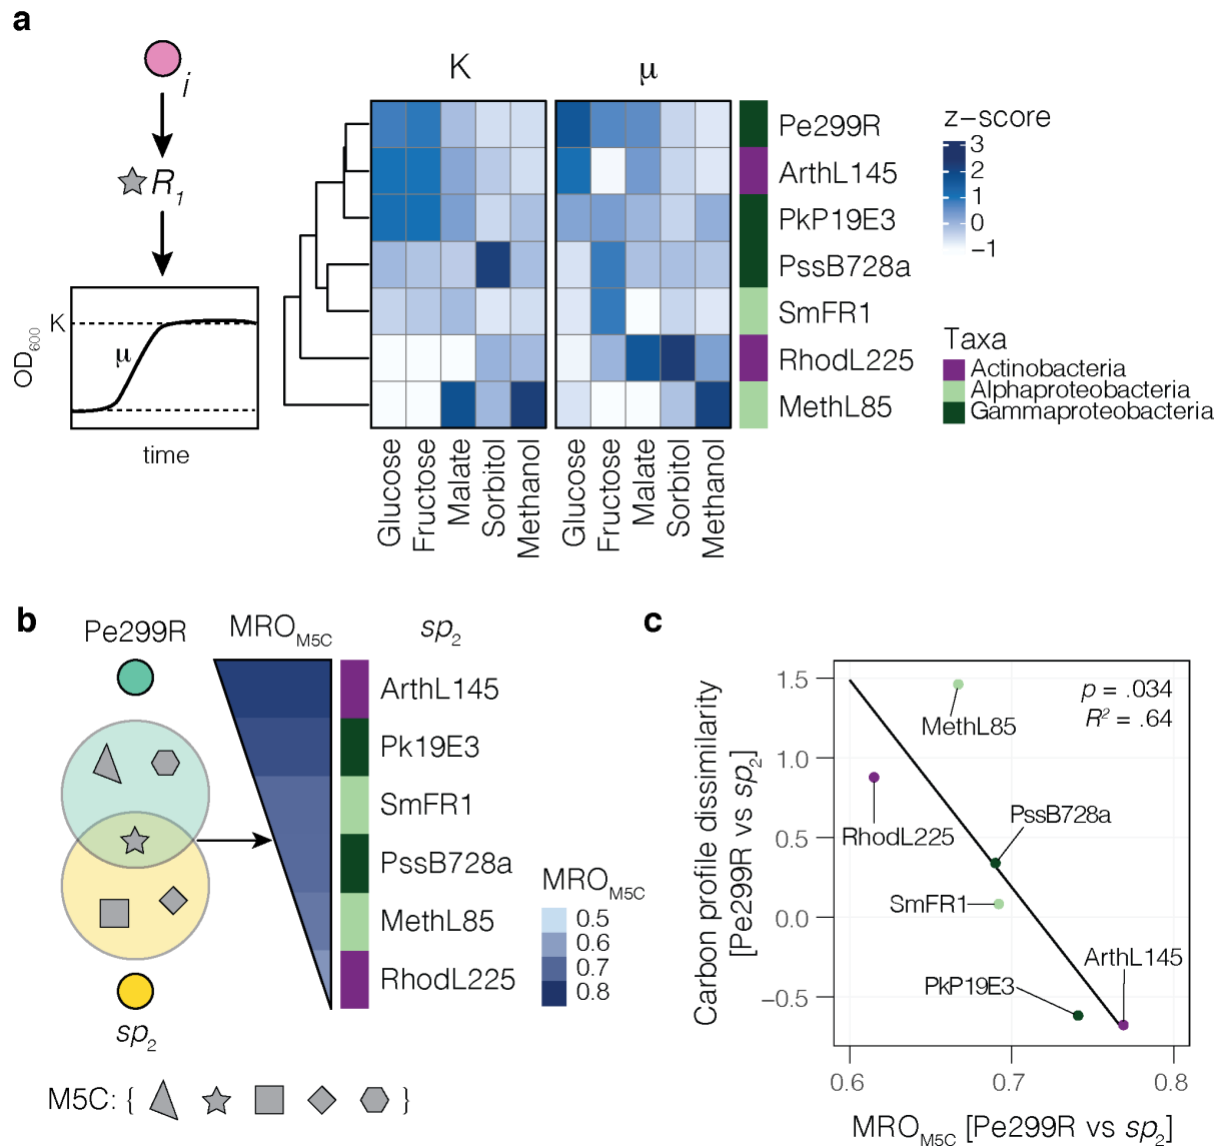 a
i
R1
K
μ
OD600
time
K
μ
Pe299R
ArthL145
PkP19E3
PssB728a
SmFR1
RhodL225
MethL85
Glucose
Fructose
Malate
Sorbitol
Methanol
Glucose
Fructose
Malate
Sorbitol
Methanol
z-score
3
2
1
0
−1
Taxa
Actinobacteria
Alphaproteobacteria
Gammaproteobacteria
b
Pe299R
MROM5C
sp2
ArthL145
Pk19E3
SmFR1
PssB728a
MethL85
RhodL225
sp2
MROM5C
0.5
0.6
0.7
0.8
M5C: { }
c
Carbon profile dissimilarity
[Pe299R vs sp2]
1.5
1.0
0.5
0.0
−0.5
p = .034
R2 = .64
MethL85
RhodL225
PssB728a
SmFR1
ArthL145
PkP19E3
0.6
0.7
0.8
MROM5C [Pe299R vs sp2]